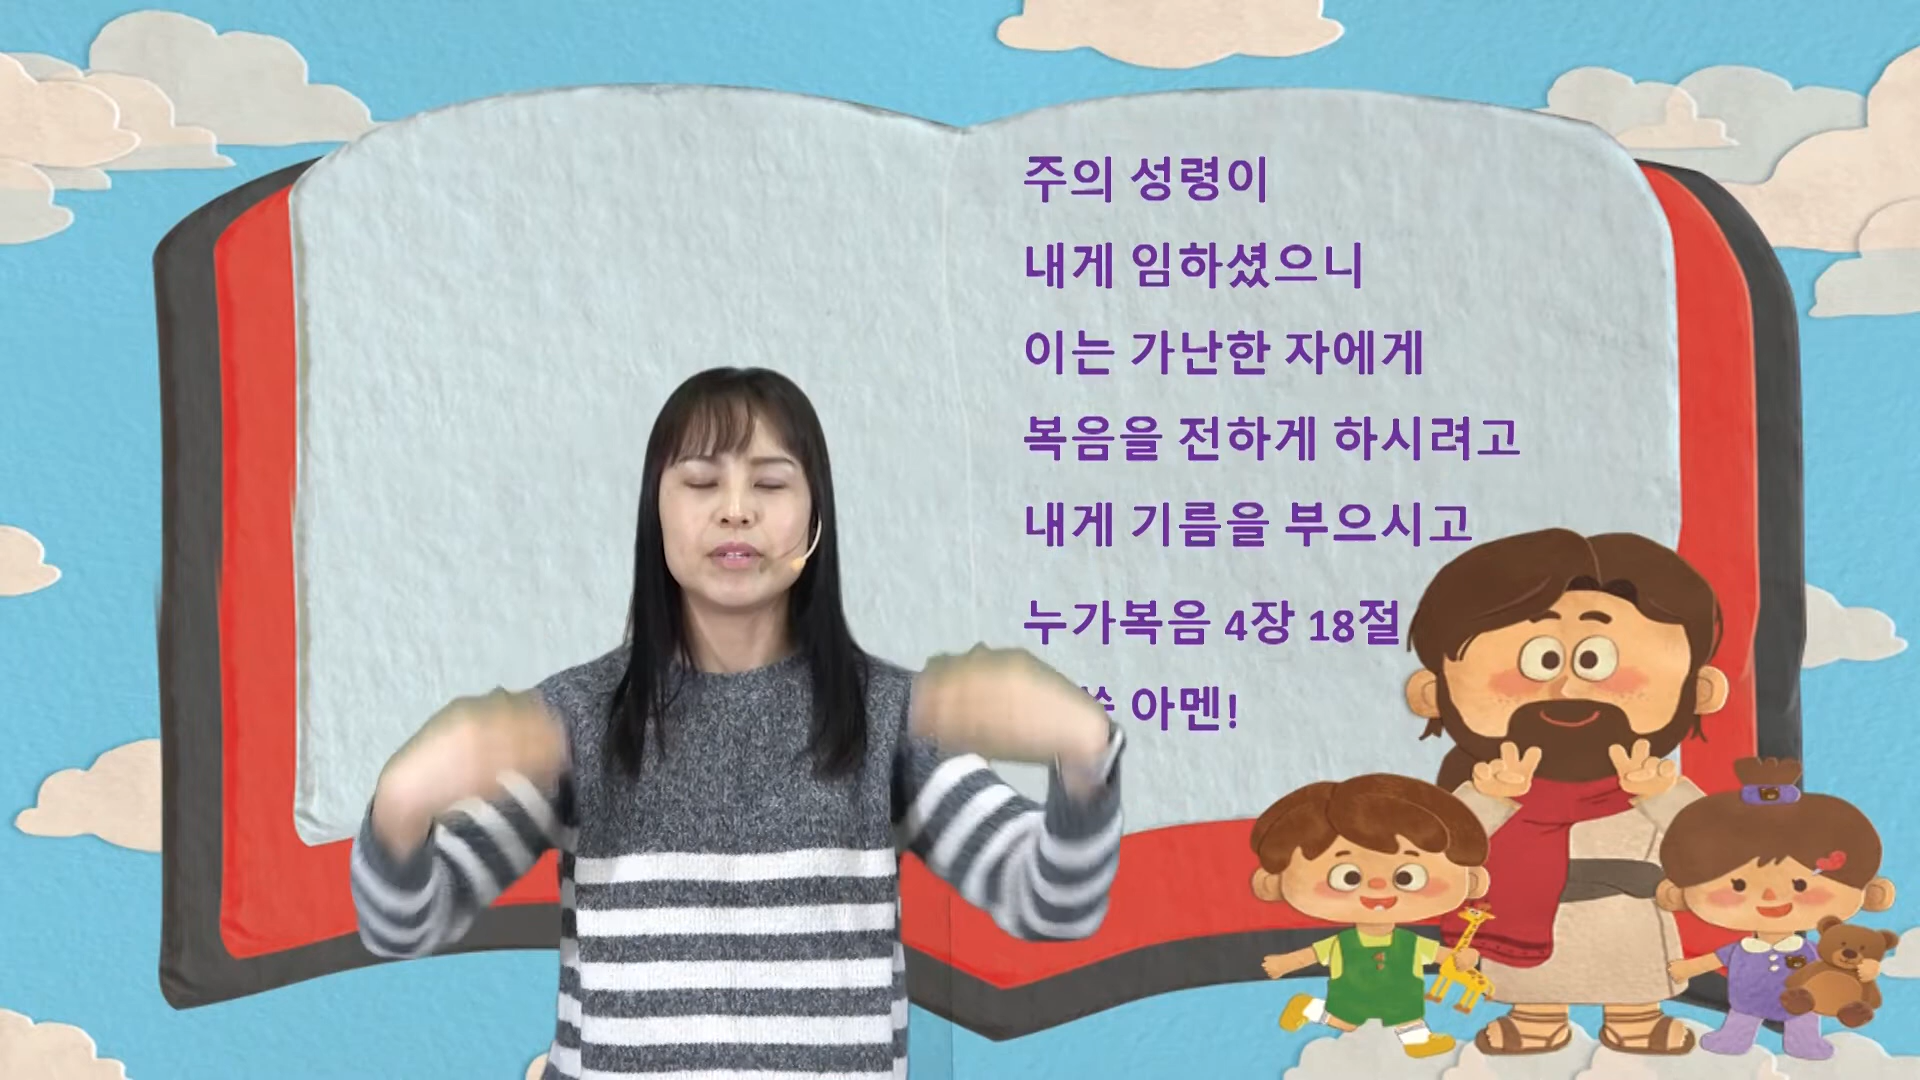 주의 성령이
내게 임하셨으니
이는 가난한 자에게
복음을 전하게 하시려고
내게 기름을 부으시고
누가복음 4장 18절
아멘!